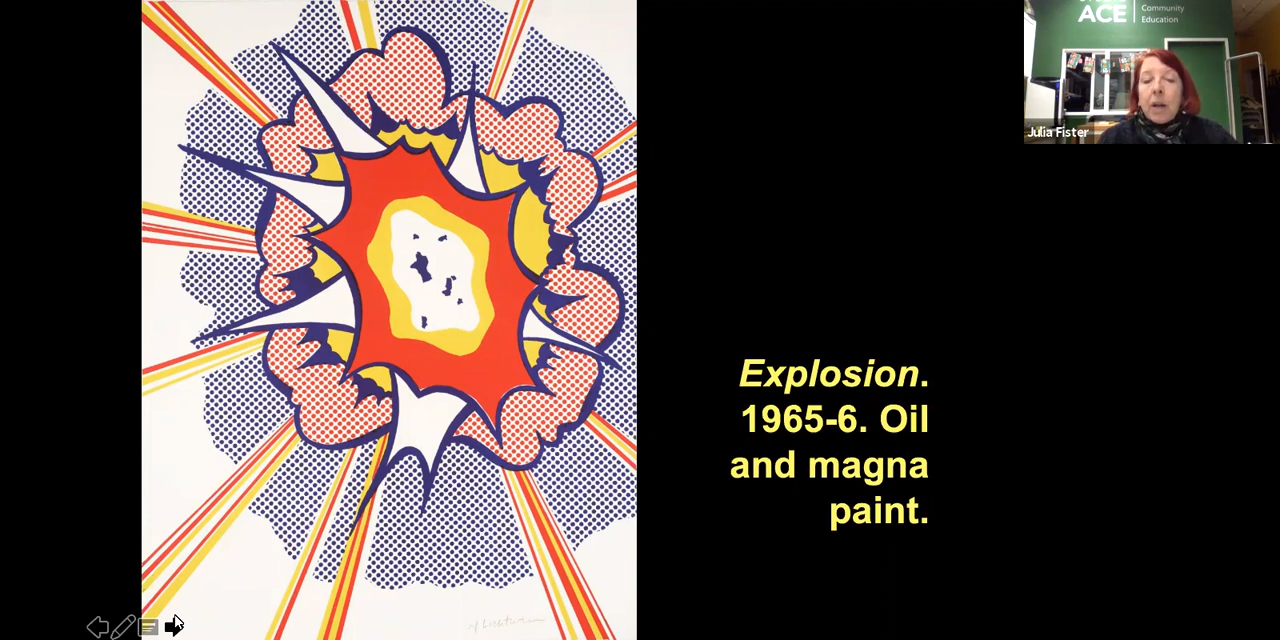 ACE
Community
Education
Julia Fister
Explosion.
1965-6. Oil
and magna
paint.